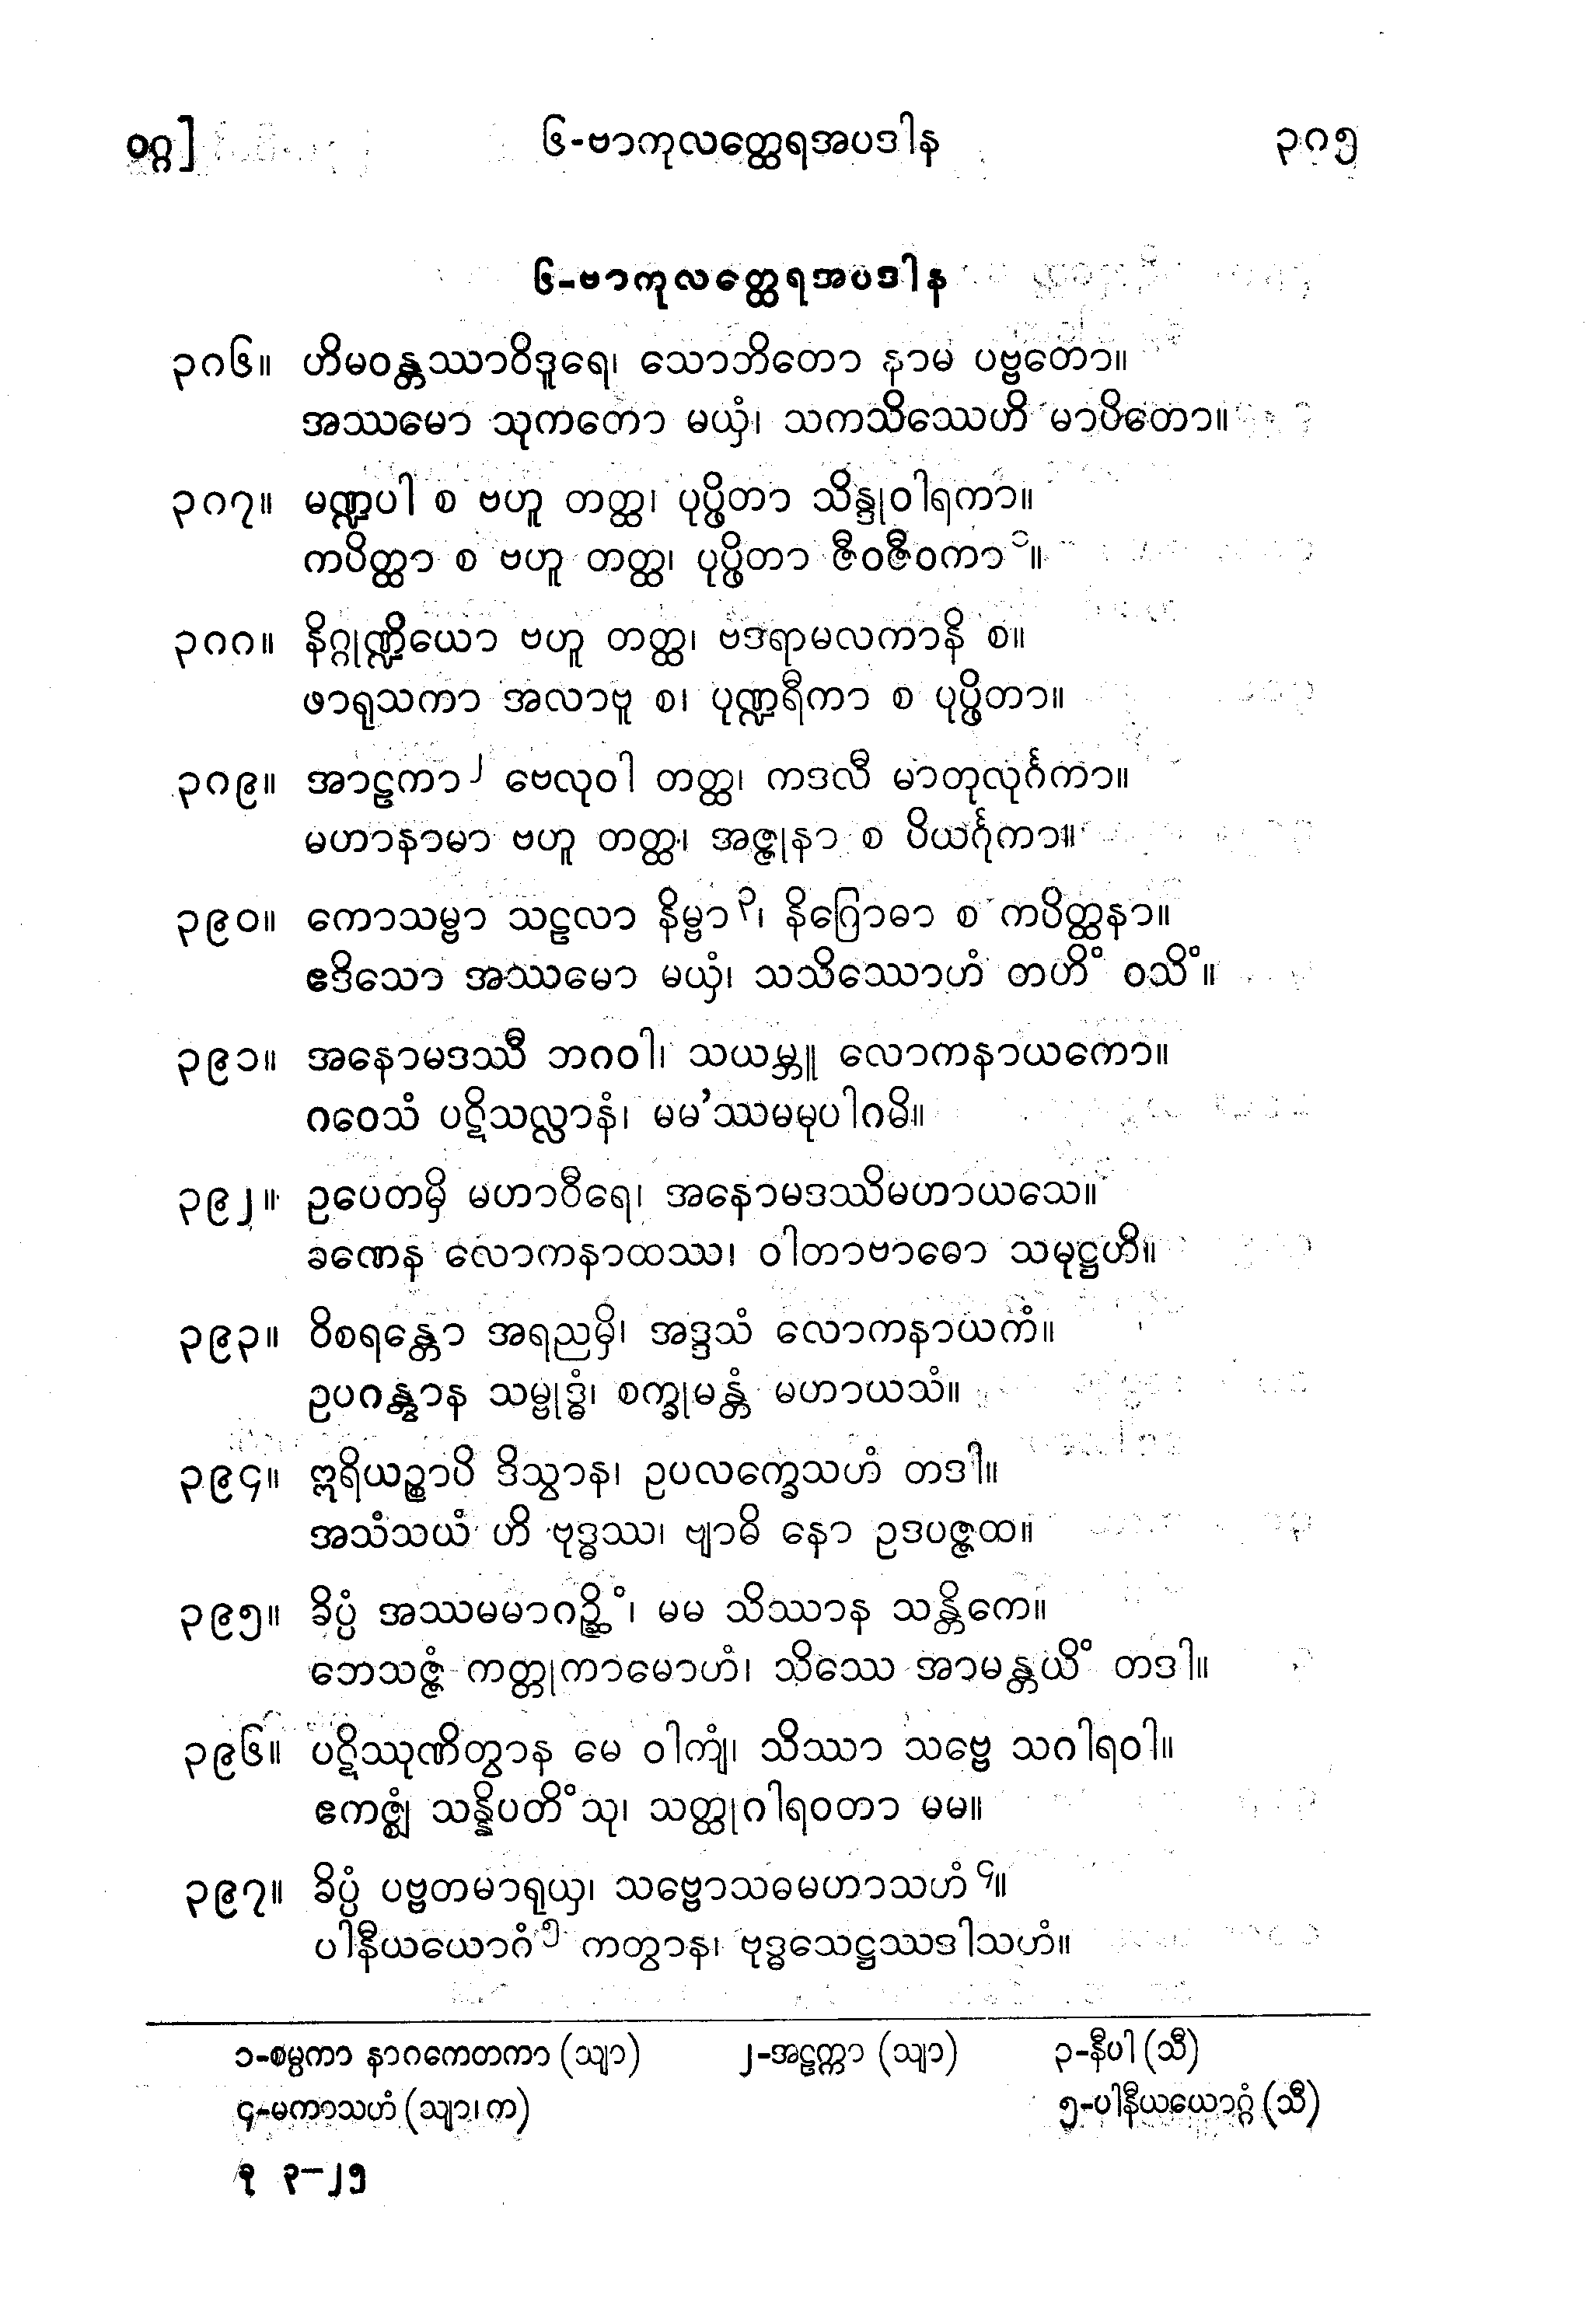 ဝဂ္ဂ]
၆-ဗာကုလတ္ထေရအပဒါန
၃၈၅
၆-ဗာကုလတ္ထေရအပဒါန
၃၈၆။ ဟိမဝန္တဿာဝိဒူရေ၊ သောဘိတော နာမ ပဗ္ဗတော။
အဿမော သုကတော မယှံ၊ သကသိဿေဟိ မာပိတော။
၃၈၇။ မဏ္ဍပါ စ ဗဟူ တတ္ထ၊ ပုပ္ဖိတာ သိန္ဒုဝါရကာ။
ကပိတ္ထာ စ ဗဟူ တတ္ထ၊ ပုပ္ဖိတာ ဇီဝဇီဝကာ ၁။
၃၈၈။ နိဂ္ဂုဏ္ဍိယော ဗဟူ တတ္ထ၊ ဗဒရာမလကာနိ စ။
ဖာရုသကာ အလာဗူ စ၊ ပုဏ္ဍရီကာ စ ပုပ္ဖိတာ။
၃၈၉။ အာဠကာ ၂ ဗေလုဝါ တတ္ထ၊ ကဒလီ မာတုလုင်္ဂကာ။
မဟာနာမာ ဗဟူ တတ္ထ၊ အဇ္ဇုနာ စ ပိယင်္ဂုကာ။
၃၉၀။ ကောသမ္ဗာ သဠလာ နိမ္ဗာ ၃၊ နိဂြောဓာ စ ကပိတ္ထနာ။
ဧဒိသော အဿမော မယှံ၊ သသိဿောဟံ တဟိံ ဝသိံ။
၃၉၁။ အနောမဒဿီ ဘဂဝါ၊ သယမ္ဘူ လောကနာယကော။
ဂဝေသံ ပဋိသလ္လာနံ၊ မမ’ဿမမုပါဂမိ။
၃၉၂။ ဥပေတမှိ မဟာဝီရေ၊ အနောမဒဿိမဟာယသေ။
ခဏေန လောကနာထဿ၊ ဝါတာဗာဓော သမုဋ္ဌဟိ။
၃၉၃။ ဝိစရန္တော အရညမှိ၊ အဒ္ဒသံ လောကနာယကံ။
ဥပဂန္တွာန သမ္ဗုဒ္ဓံ၊ စက္ခုမန္တံ မဟာယသံ။
၃၉၄။ ဣရိယဉ္စာပိ ဒိသွာန၊ ဥပလက္ခေသဟံ တဒါ။
အသံသယံ ဟိ ဗုဒ္ဓဿ၊ ဗျာဓိ နော ဥဒပဇ္ဇထ။
၃၉၅။ ခိပ္ပံ အဿမမာဂဉ္ဆိံ၊ မမ သိဿာန သန္တိကေ။
ဘေသဇ္ဇံ ကတ္တုကာမောဟံ၊ သိဿေ အာမန္တယိံ တဒါ။
၃၉၆။ ပဋိဿုဏိတွာန မေ ဝါကျံ၊ သိဿာ သဗ္ဗေ သဂါရဝါ။
ဧကဇ္ဈံ သန္နိပတိံသု၊ သတ္ထုဂါရဝတာ မမ။
၃၉၇။ ခိပ္ပံ ပဗ္ဗတမာရုယှ၊ သဗ္ဗောသဓမဟာသဟံ ၄။
ပါနီယယောဂံ ၅ ကတွာန၊ ဗုဒ္ဓသေဋ္ဌဿဒါသဟံ။
၁-စမ္ပကာ နာဂကေတကာ (သျာ) ၂-အဠက္ကာ (သျာ) ၃-နီပါ (သီ)
၄-မကာသဟံ (သျာ၊ က) ၅-ပါနီယယောဂ္ဂံ (သီ)
ခု ၃–၂၅